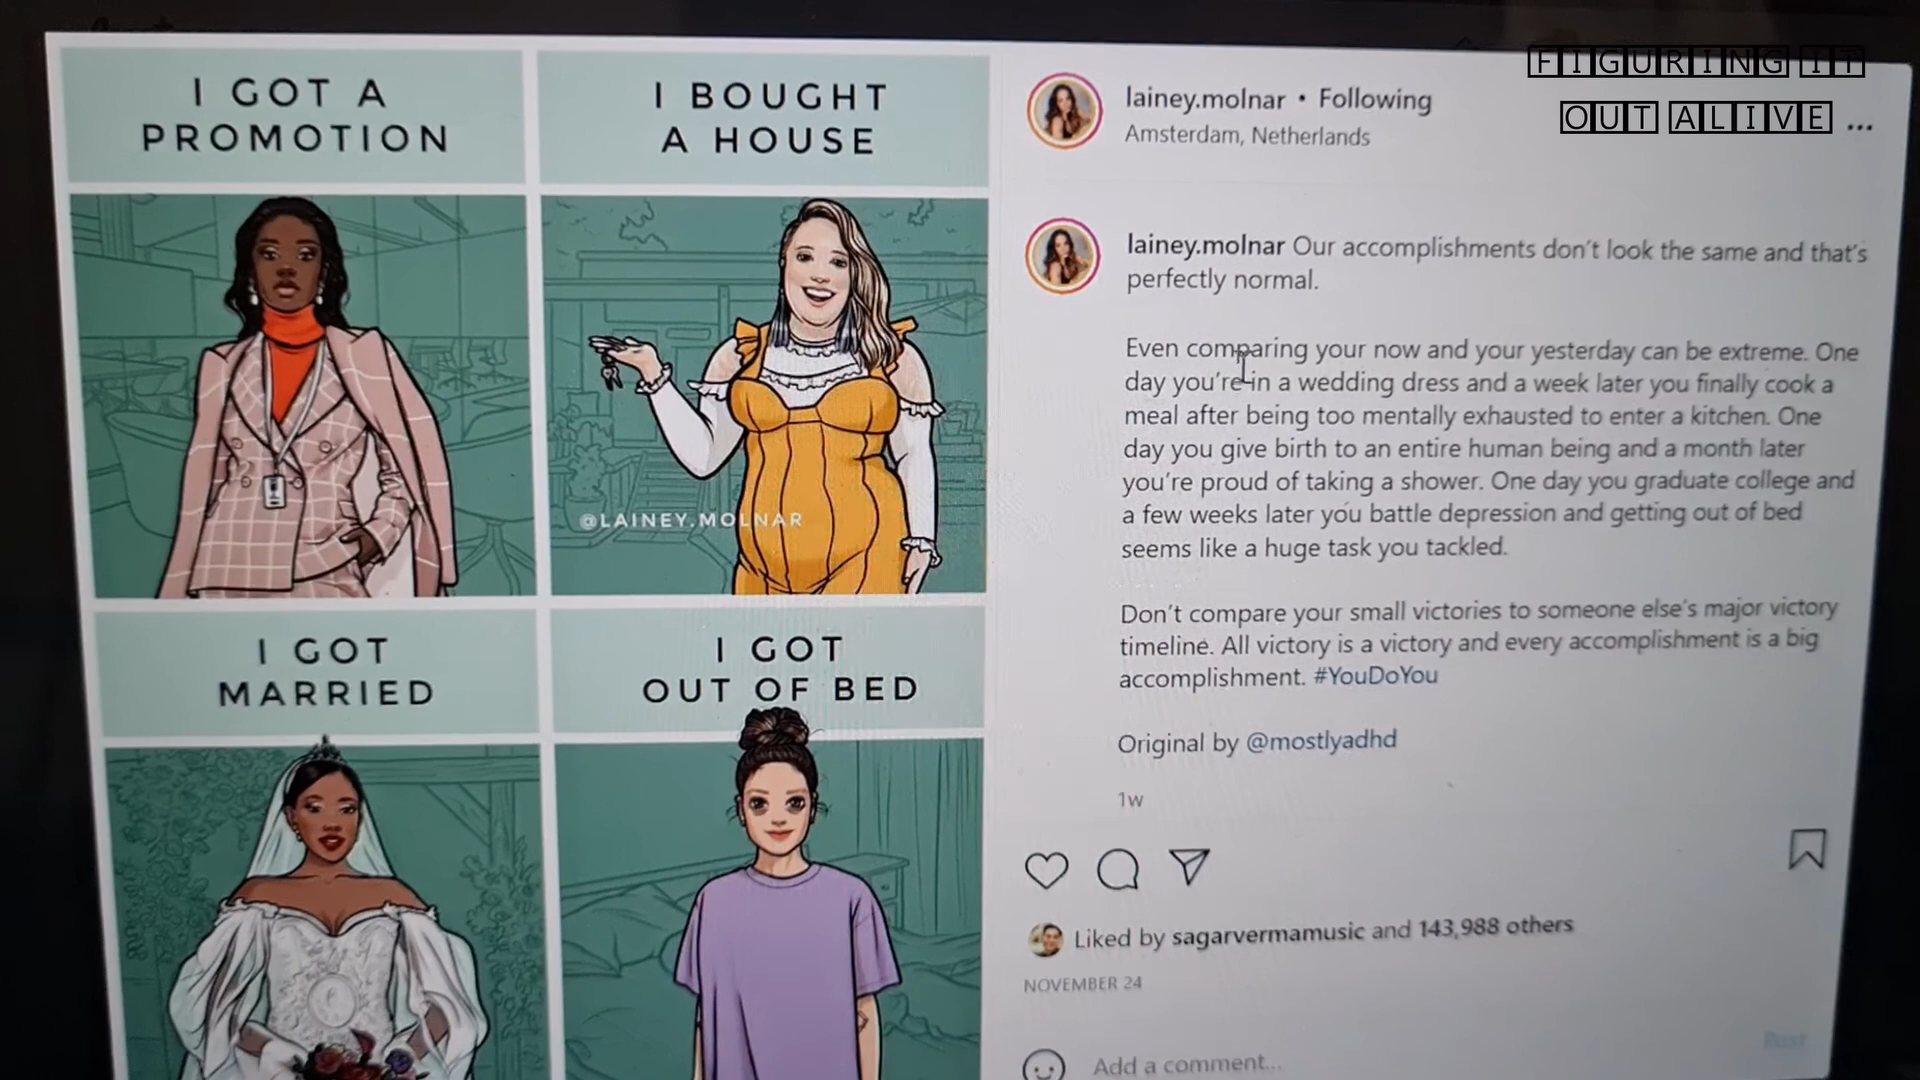 FIGURING IT
OUT ALIVE
I GOT A
PROMOTION
I BOUGHT
A HOUSE
@LAINEY.MOLNAR
I GOT
MARRIED
I GOT
OUT OF BED
lainey.molnar • Following
Amsterdam, Netherlands
...
lainey.molnar Our accomplishments don't look the same and that's
perfectly normal.
Even comparing your now and your yesterday can be extreme. One
day you're in a wedding dress and a week later you finally cook a
meal after being too mentally exhausted to enter a kitchen. One
day you give birth to an entire human being and a month later
you're proud of taking a shower. One day you graduate college and
a few weeks later you battle depression and getting out of bed
seems like a huge task you tackled.
Don't compare your small victories to someone else's major victory
timeline. All victory is a victory and every accomplishment is a big
accomplishment. #YouDoYou
Original by @mostlyadhd
1w
Liked by sagarvermamusic and 143,988 others
NOVEMBER 24
Add a comment...
Post